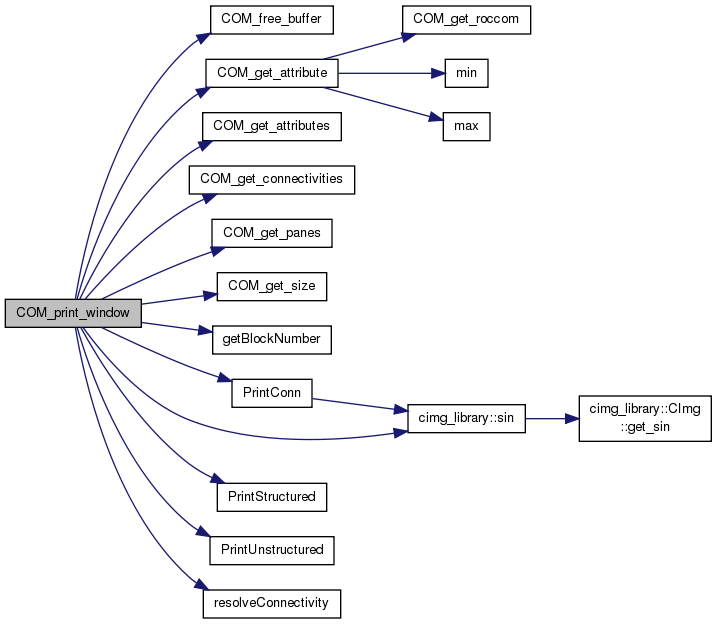 COM_free_buffer
COM_get_roccom
COM_get_attribute
min
max
COM_get_attributes
COM_get_connectivities
COM_get_panes
COM_get_size
COM_print_window
getBlockNumber
PrintConn
cimg_library::sin
cimg_library::CImg
::get_sin
PrintStructured
PrintUnstructured
resolveConnectivity